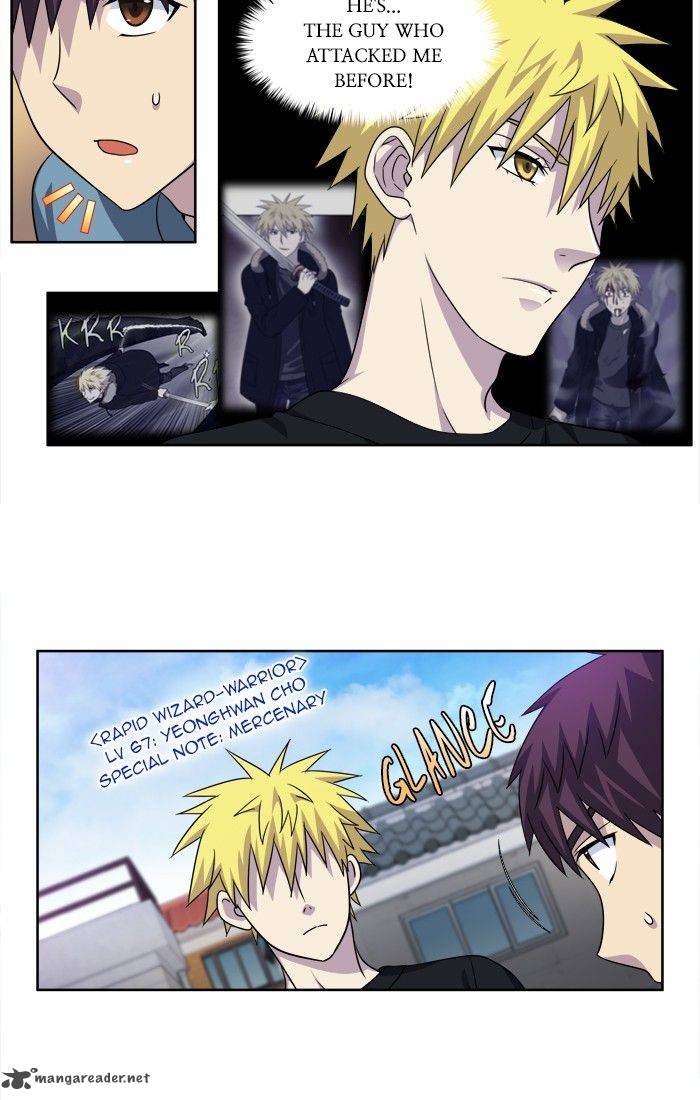 HE'S...
THE GUY WHO
ATTACKED ME
BEFORE!
KRR
R
R
<RAPID WIZARD-WARRIOR>
LV 67: YEONGHWAN CHO
SPECIAL NOTE: MERCENARY
GLANCE
mangareader.net